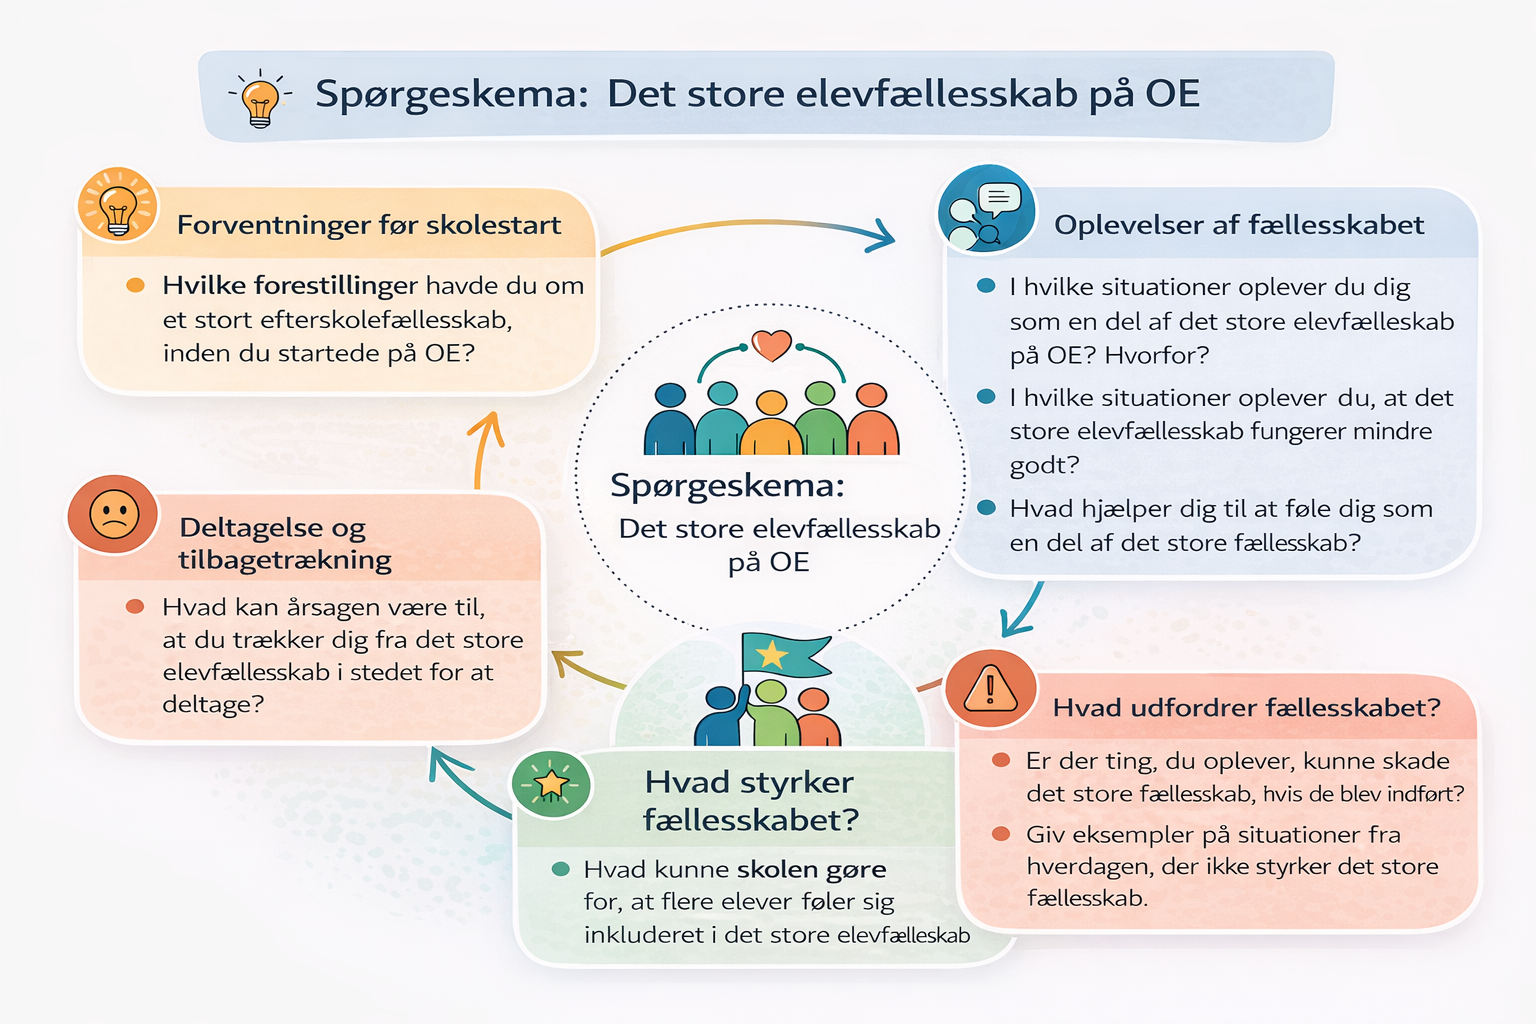 Spørgeskema: Det store elevfællesskab på OE
Forventninger før skolestart
Hvilke forestillinger havde du om
et stort efterskolefællesskab,
inden du startede på OE?
Oplevelser af fællesskabet
I hvilke situationer oplever du dig
som en del af det store elevfælleskab
på OE? Hvorfor?
I hvilke situationer oplever du, at det
store elevfællesskab fungerer mindre
godt?
Hvad hjælper dig til at føle dig som
en del af det store fællesskab?
Spørgeskema:
Det store elevfællesskab
på OE
Deltagelse og
tilbagetrækning
Hvad kan årsagen være til,
at du trækker dig fra det store
elevfællesskab i stedet for at
deltage?
Hvad styrker
fællesskabet?
Hvad kunne skolen gøre
for, at flere elever føler sig
inkluderet i det store elevfælleskab
Hvad udfordrer fællesskabet?
Er der ting, du oplever, kunne skade
det store fællesskab, hvis de blev indført?
Giv eksempler på situationer fra
hverdagen, der ikke styrker det store
fællesskab.